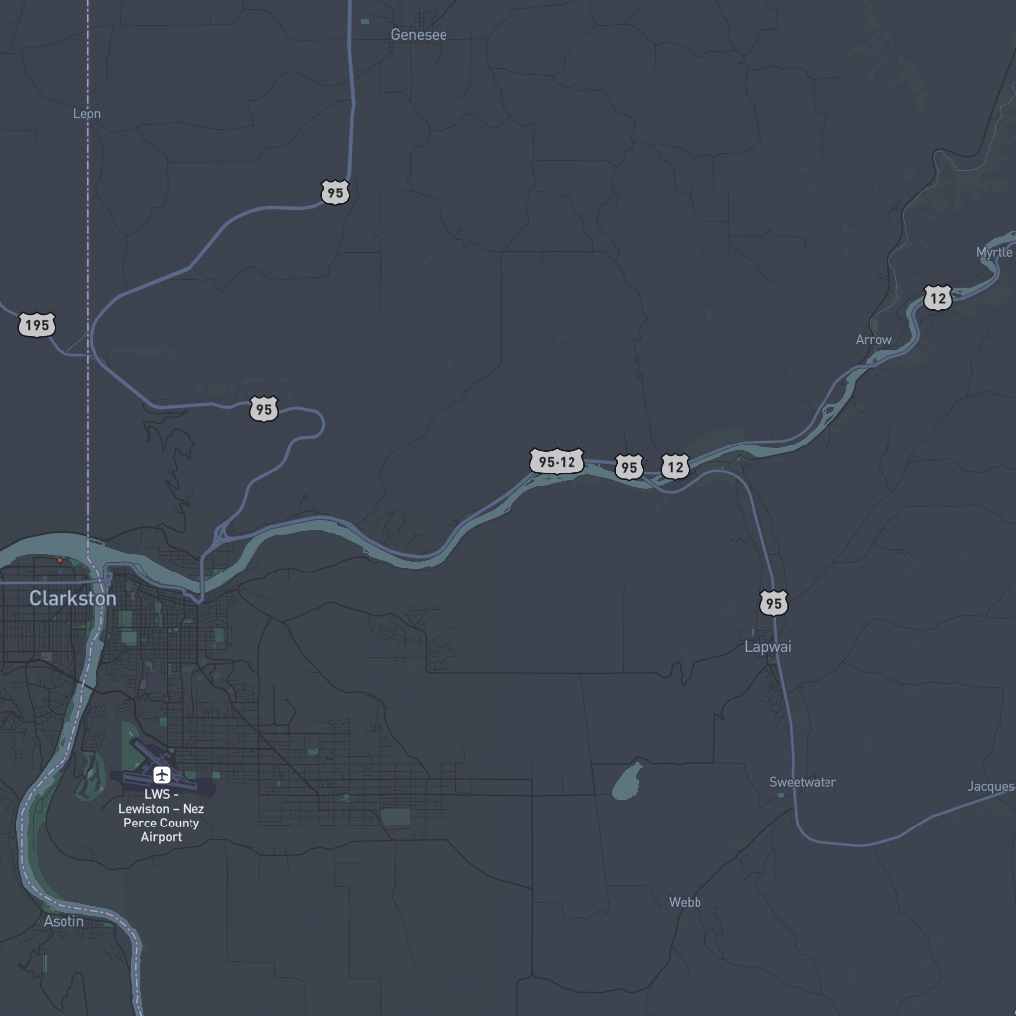 Genesee
Leon
95
Myrtle
12
195
Arrow
95
95-12
95
12
Clarkston
95
Lapwai
LWS -
Lewiston – Nez
Perce County
Airport
Sweetwater
Jacques
Webb
Asotin